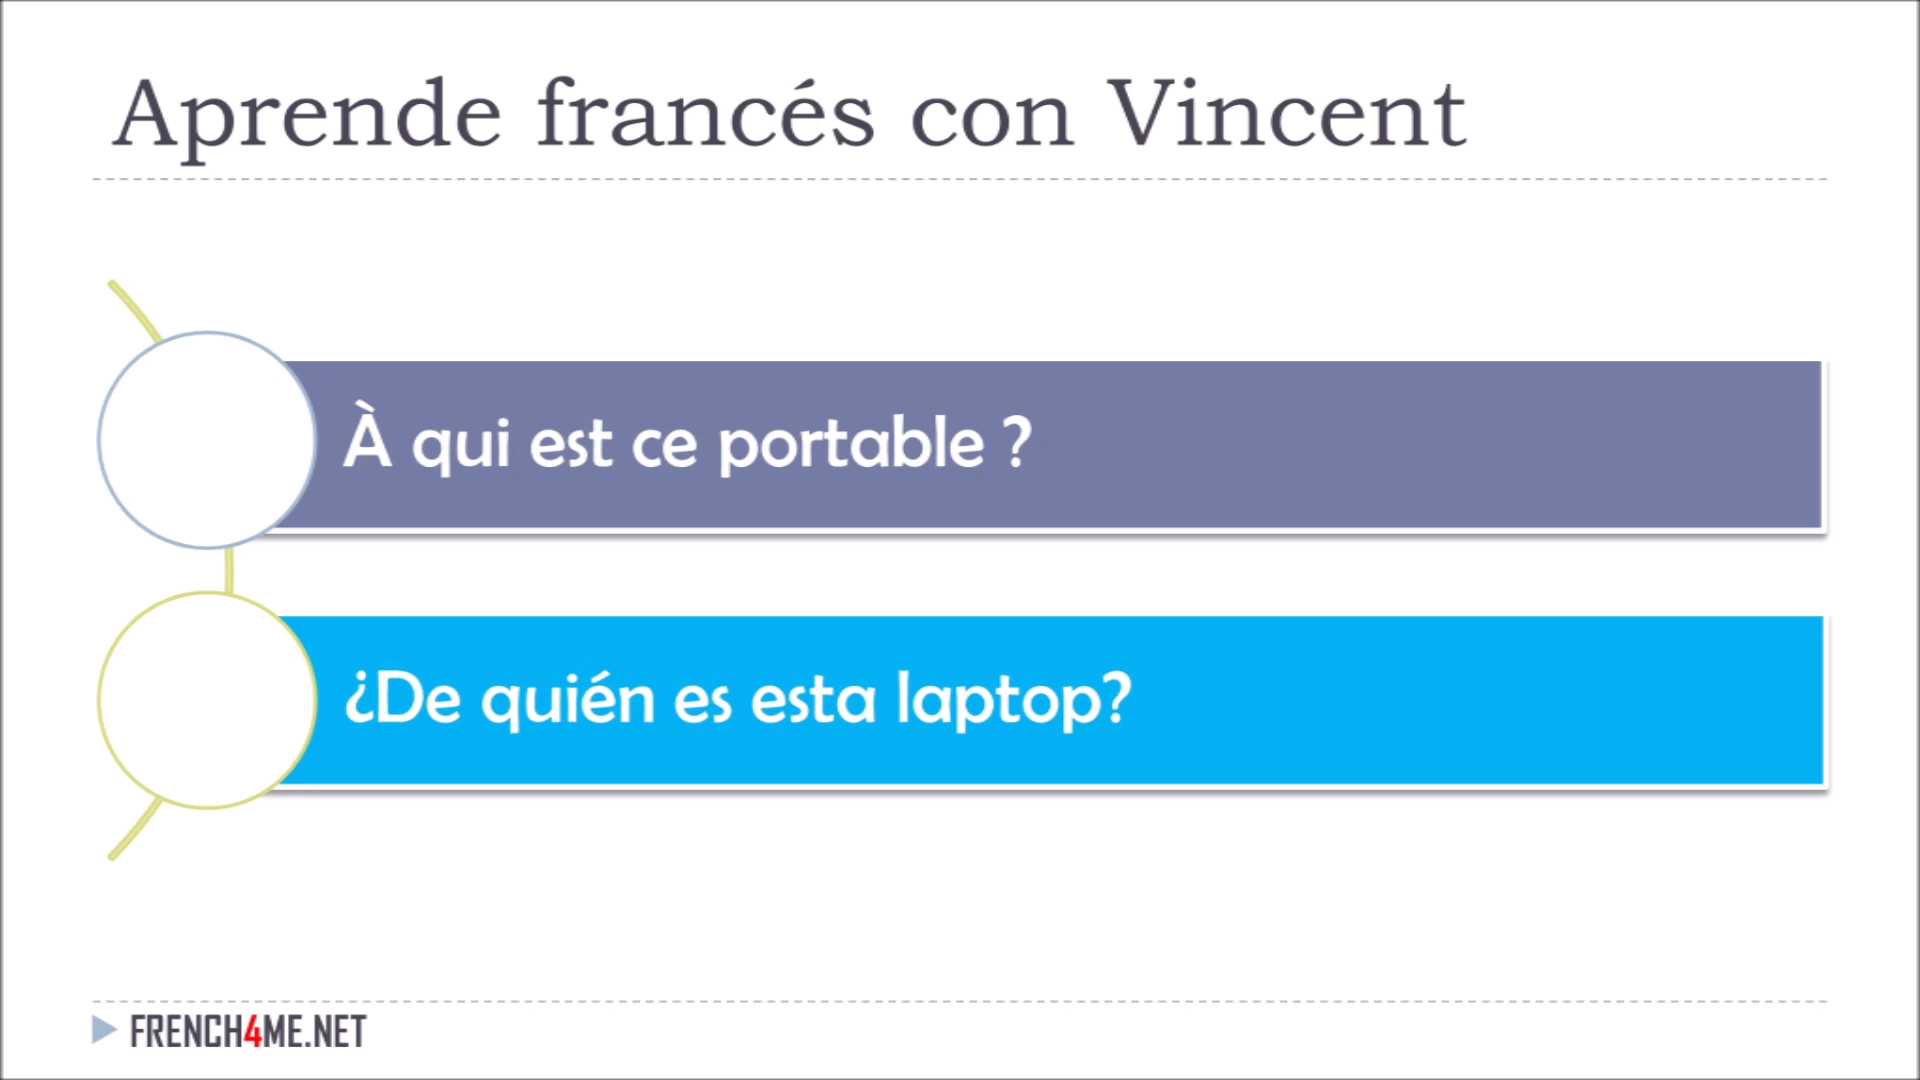 Aprende francés con Vincent
À qui est ce portable ?
¿De quién es esta laptop?
FRENCH4ME.NET